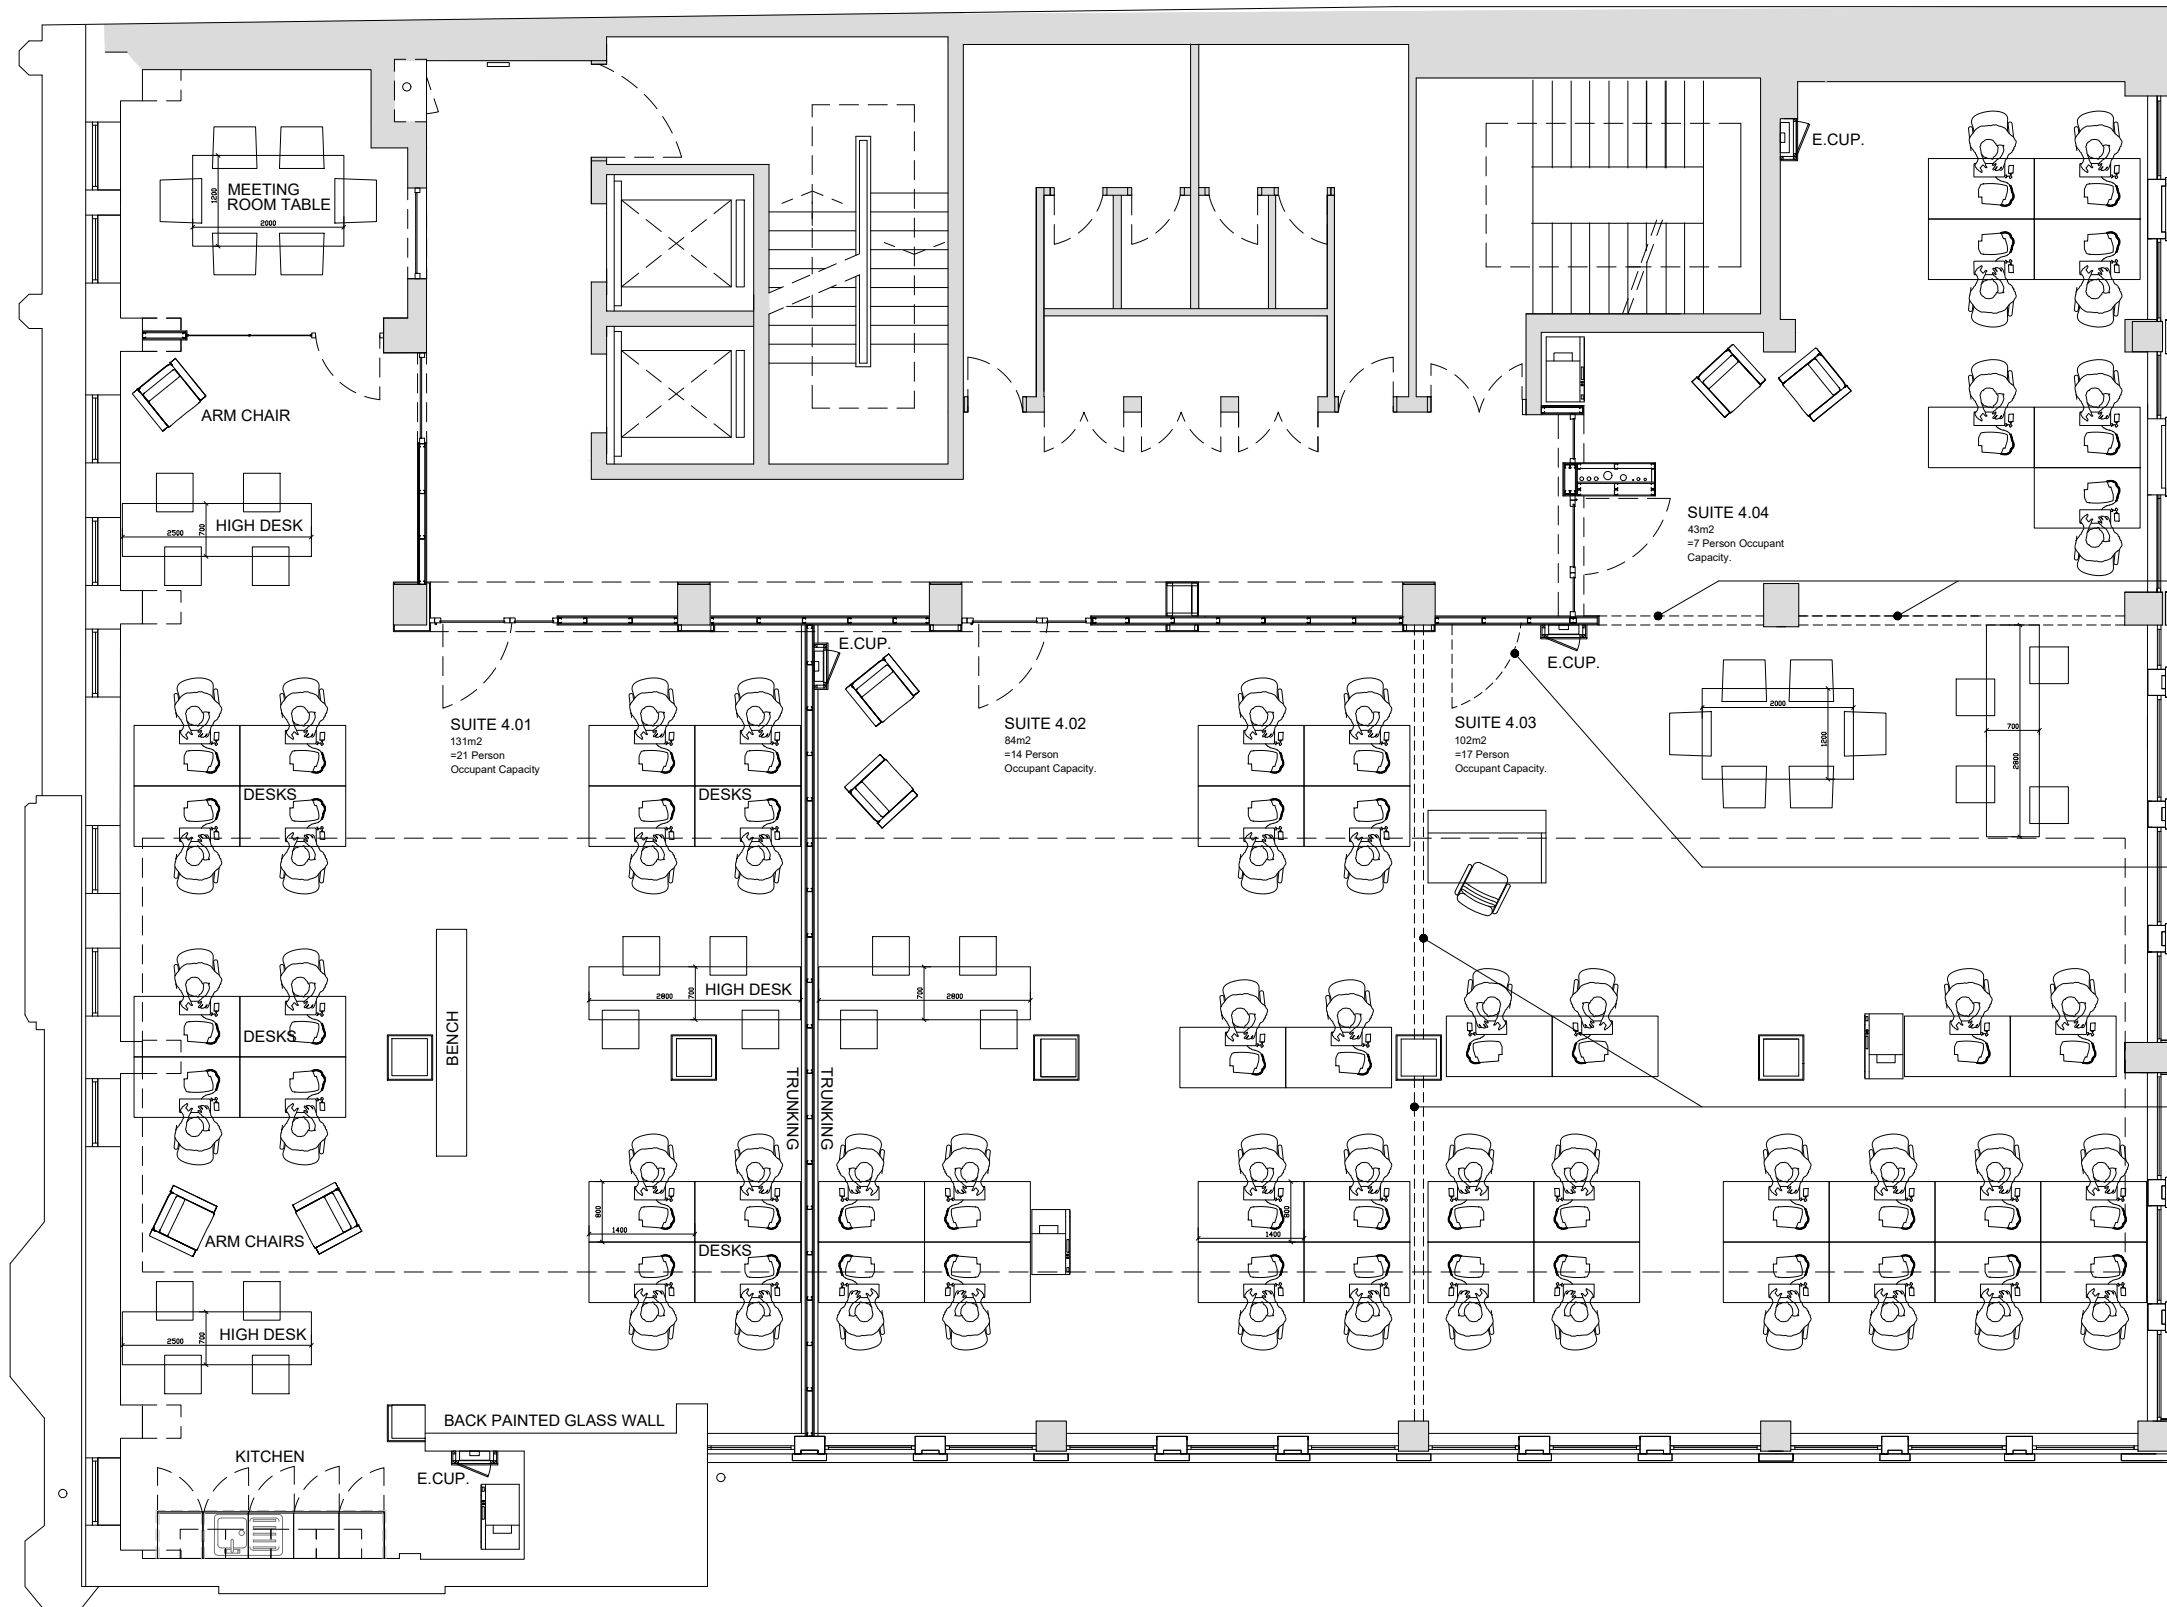 E.CUP.
1200
MEETING
ROOM TABLE
2000
ARM CHAIR
HIGH DESK
2500
700
SUITE 4.04
43m2
=7 Person Occupant
Capacity.
E.CUP.
E.CUP.
SUITE 4.01
131m2
=21 Person
Occupant Capacity
SUITE 4.02
84m2
=14 Person
Occupant Capacity.
SUITE 4.03
102m2
=17 Person
Occupant Capacity.
2000
1200
700
2800
DESKS
DESKS
HIGH DESK
2800
700
700
2800
DESKS
BENCH
TRUNKING
TRUNKING
800
1400
800
1400
ARM CHAIRS
DESKS
HIGH DESK
2500
700
BACK PAINTED GLASS WALL
KITCHEN
E.CUP.